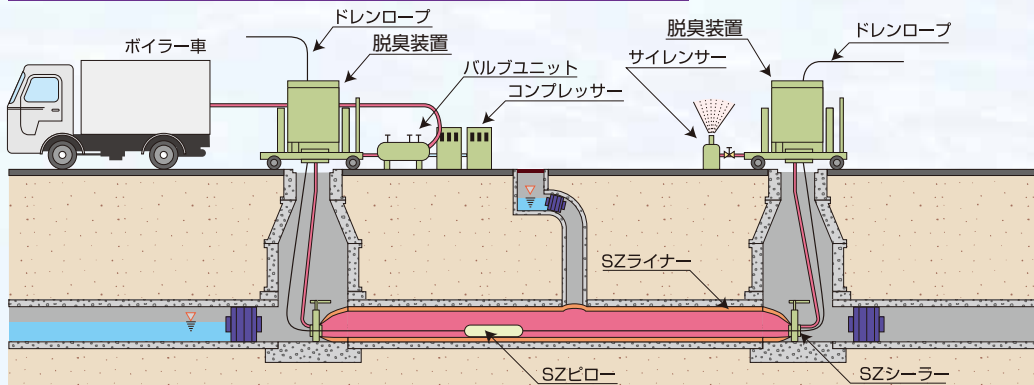 ドレンロープ
脱臭装置
ボイラー車
バルブユニット
コンプレッサー
脱臭装置
ドレンロープ
サイレンサー
SZライナー
SZピロー
SZシーラー